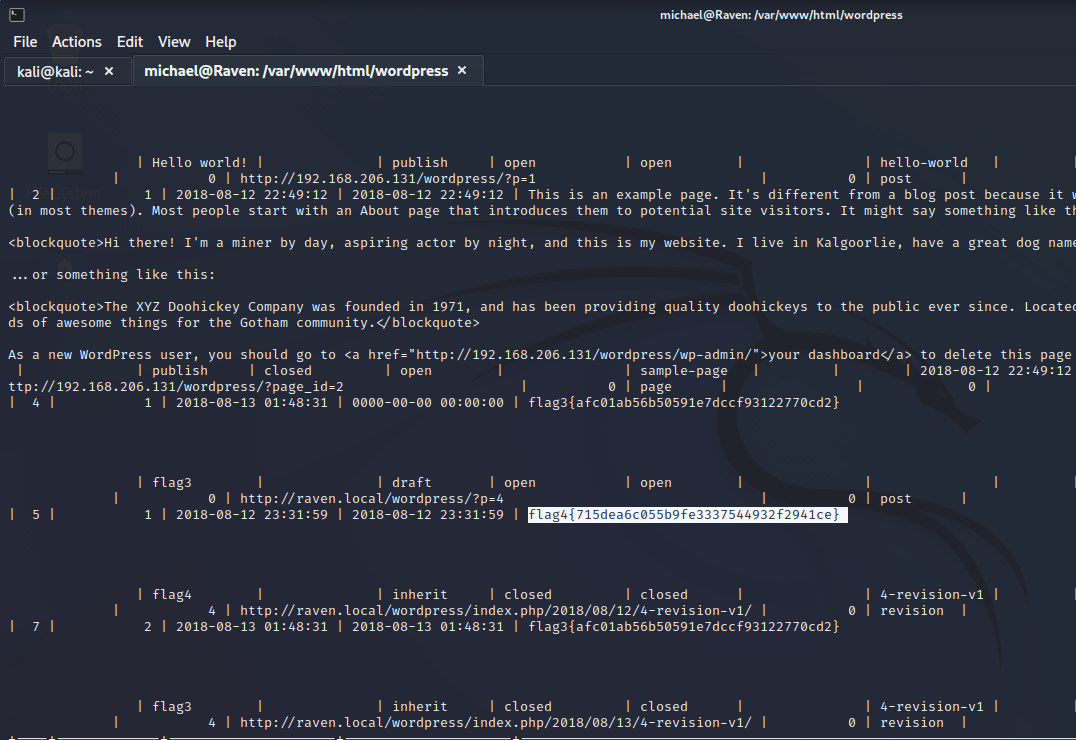 michael@Raven: /var/www/html/wordpress
File Actions Edit View Help
kali@kali: ~ × michael@Raven: /var/www/html/wordpress ×
| Hello world! | | publish | open | open | | hello-world |
| 0 | http://192.168.206.131/wordpress/?p=1 | 0 | post |
| 2 | 1 | 2018-08-12 22:49:12 | 2018-08-12 22:49:12 | This is an example page. It's different from a blog post because it
(in most themes). Most people start with an About page that introduces them to potential site visitors. It might say something like
<blockquote>Hi there! I'm a miner by day, aspiring actor by night, and this is my website. I live in Kalgoorlie, have a great dog
...or something like this:
<blockquote>The XYZ Doohickey Company was founded in 1971, and has been providing quality doohickeys to the public ever since. Located
ds of awesome things for the Gotham community.</blockquote>
As a new WordPress user, you should go to <a href="http://192.168.206.131/wordpress/wp-admin/">your dashboard</a> to delete this page
| | publish | closed | open | | sample-page | | | 2018-08-12 22:49:12
ttp://192.168.206.131/wordpress/?page_id=2 | 0 | page | | 0 |
| 4 | 1 | 2018-08-13 01:48:31 | 0000-00-00 00:00:00 | flag3{afc01ab56b50591e7dccf93122770cd2}
| flag3 | | draft | open | open | | |
| 0 | http://raven.local/wordpress/?p=4 | 0 | post |
| 5 | 1 | 2018-08-12 23:31:59 | 2018-08-12 23:31:59 | flag4{715dea6c055b9fe3337544932f2941ce}
| flag4 | | inherit | closed | closed | | 4-revision-v1 |
| 4 | http://raven.local/wordpress/index.php/2018/08/12/4-revision-v1/ | 0 | revision |
| 7 | 2 | 2018-08-13 01:48:31 | 2018-08-13 01:48:31 | flag3{afc01ab56b50591e7dccf93122770cd2}
| flag3 | | inherit | closed | closed | | 4-revision-v1 |
| 4 | http://raven.local/wordpress/index.php/2018/08/13/4-revision-v1/ | 0 | revision |